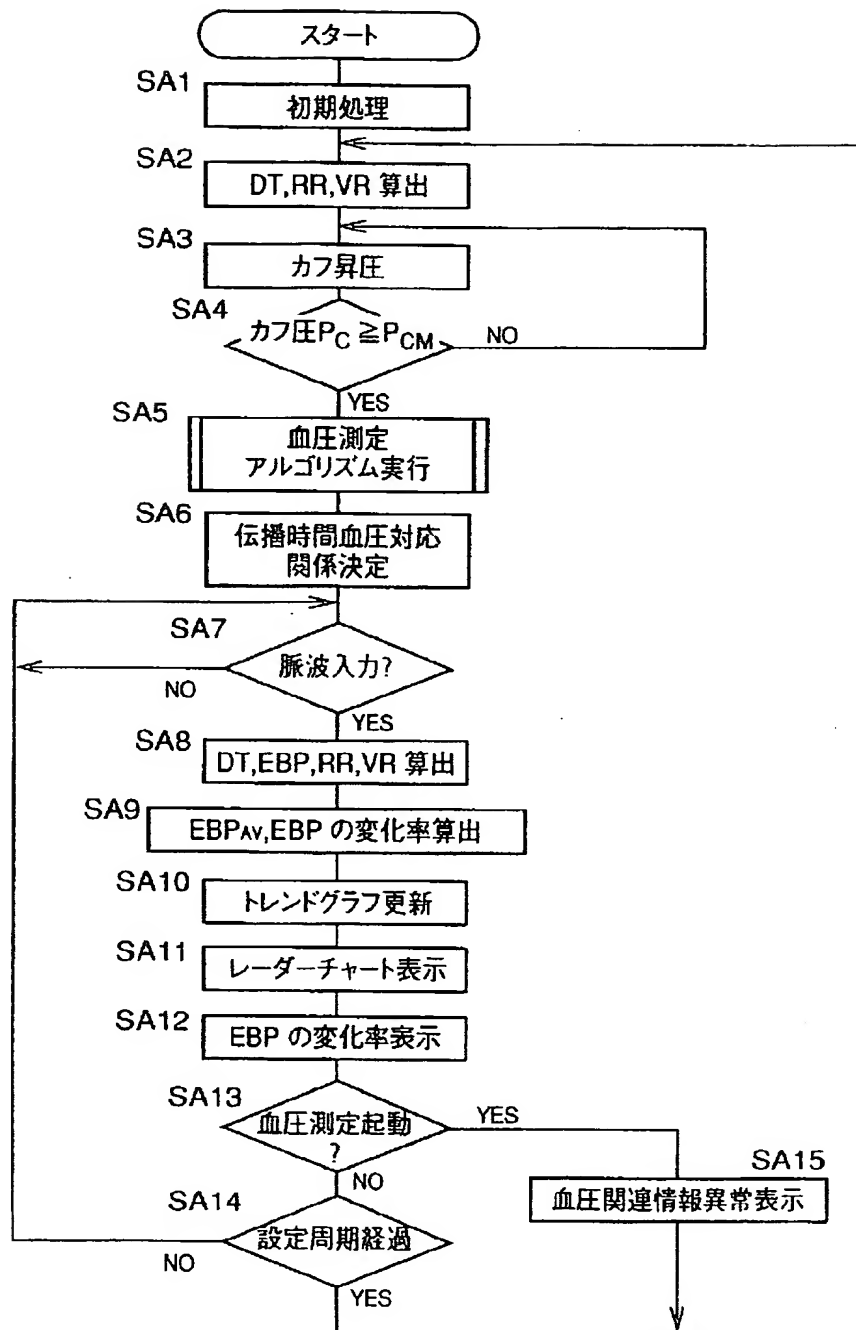 スタート
SA1
初期処理
SA2
DT,RR,VR 算出
SA3
カフ昇圧
SA4
カフ圧PC ≧PCM
NO
YES
SA5
血圧測定
アルゴリズム実行
SA6
伝播時間血圧対応
関係決定
SA7
脈波入力?
NO
YES
SA8
DT,EBP,RR,VR 算出
SA9
EBPAV,EBP の変化率算出
SA10
トレンドグラフ更新
SA11
レーダーチャート表示
SA12
EBP の変化率表示
SA13
血圧測定起動
?
YES
NO
SA15
血圧関連情報異常表示
SA14
設定周期経過
NO
YES